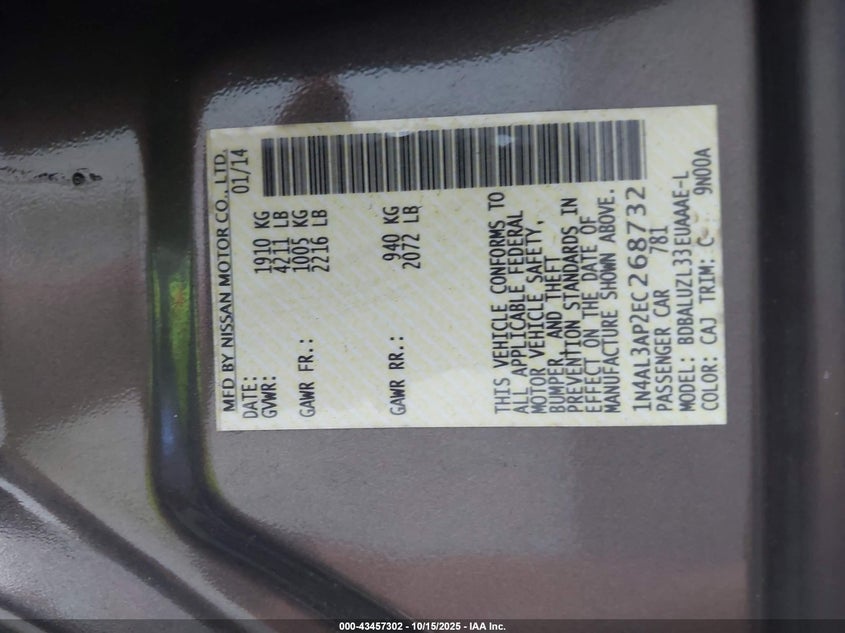 MFD BY NISSAN MOTOR CO., LTD.
DATE: 01/14
GVWR: 1910 KG
4211 LB
GAWR FR.: 1005 KG
2216 LB
GAWR RR.: 940 KG
2072 LB
THIS VEHICLE CONFORMS TO
ALL APPLICABLE FEDERAL
MOTOR VEHICLE SAFETY,
BUMPER, AND THEFT
PREVENTION STANDARDS IN
EFFECT ON THE DATE OF
MANUFACTURE SHOWN ABOVE.
1N4AL3AP2EC268732
PASSENGER CAR 781
MODEL: BDBALUZL33EUAAAE-L
COLOR: CAJ TRIM: C 9N00A
000-43457302 - 10/15/2025 - IAA Inc.